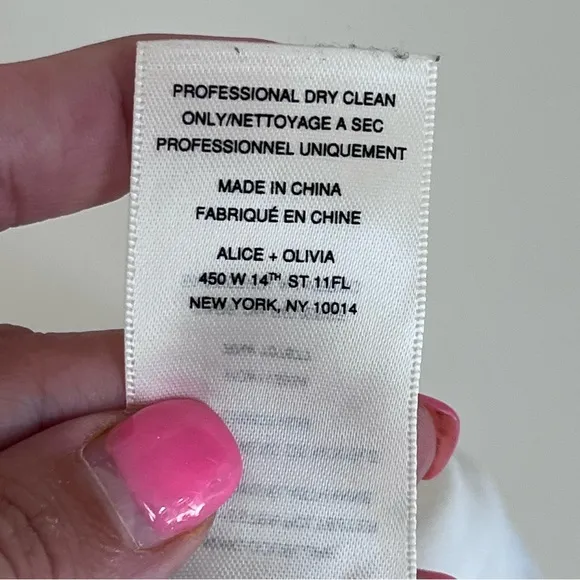 PROFESSIONAL DRY CLEAN
ONLY/NETTOYAGE A SEC
PROFESSIONNEL UNIQUEMENT
MADE IN CHINA
FABRIQUÉ EN CHINE
ALICE + OLIVIA
450 W 14TH ST 11FL
NEW YORK, NY 10014